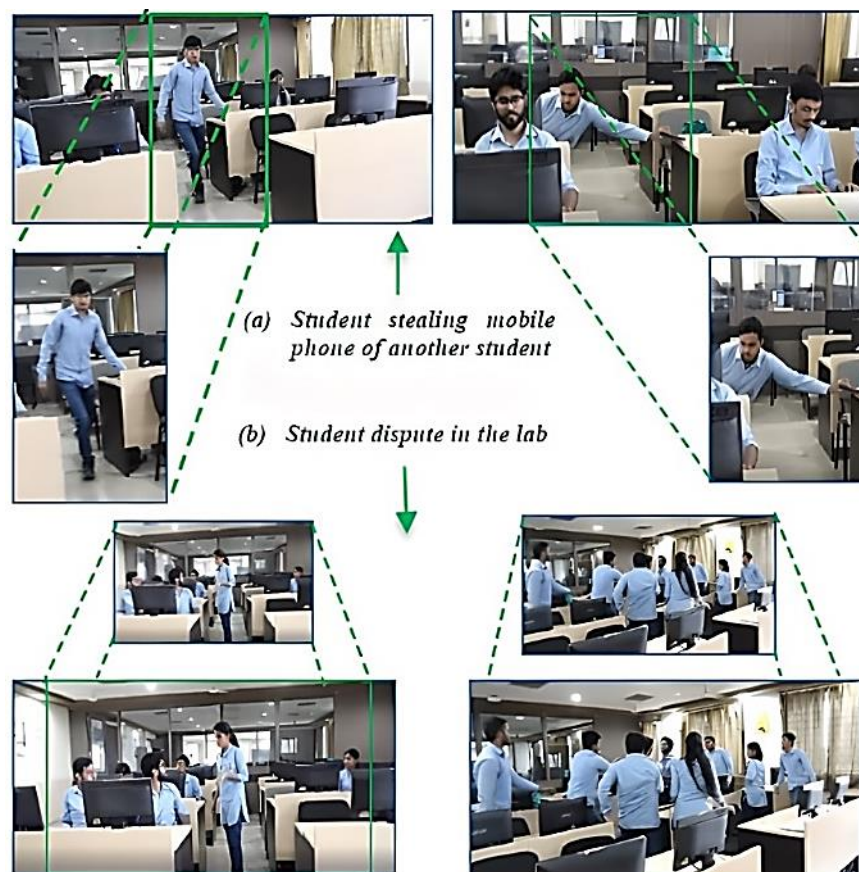 (a) Student stealing mobile
phone of another student
(b) Student dispute in the lab